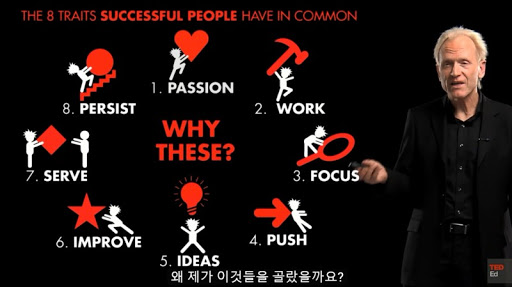 THE 8 TRAITS SUCCESSFUL PEOPLE HAVE IN COMMON
1. PASSION
8. PERSIST
2. WORK
WHY
THESE?
7. SERVE
3. FOCUS
6. IMPROVE
4. PUSH
5. IDEAS
왜 제가 이것들을 골랐을까요?
TED
Ed